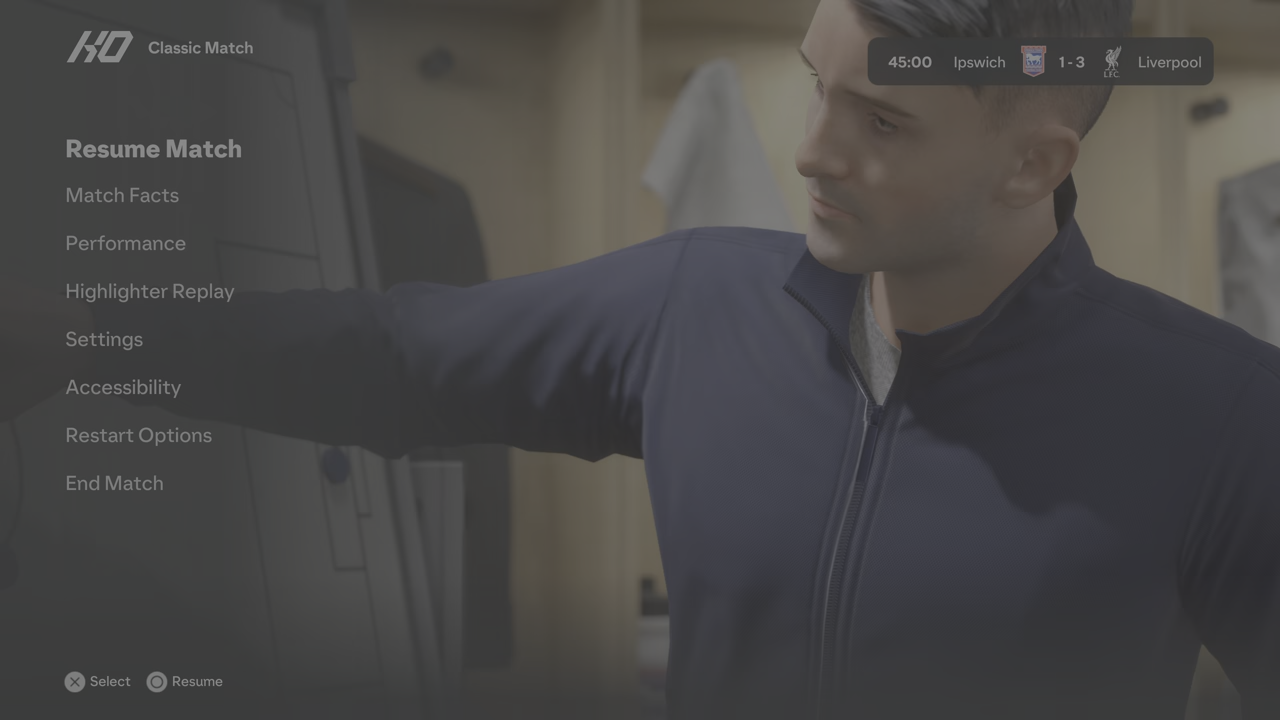 KO Classic Match
45:00 Ipswich 1 - 3 L.F.C. Liverpool
Resume Match
Match Facts
Performance
Highlighter Replay
Settings
Accessibility
Restart Options
End Match
Select Resume